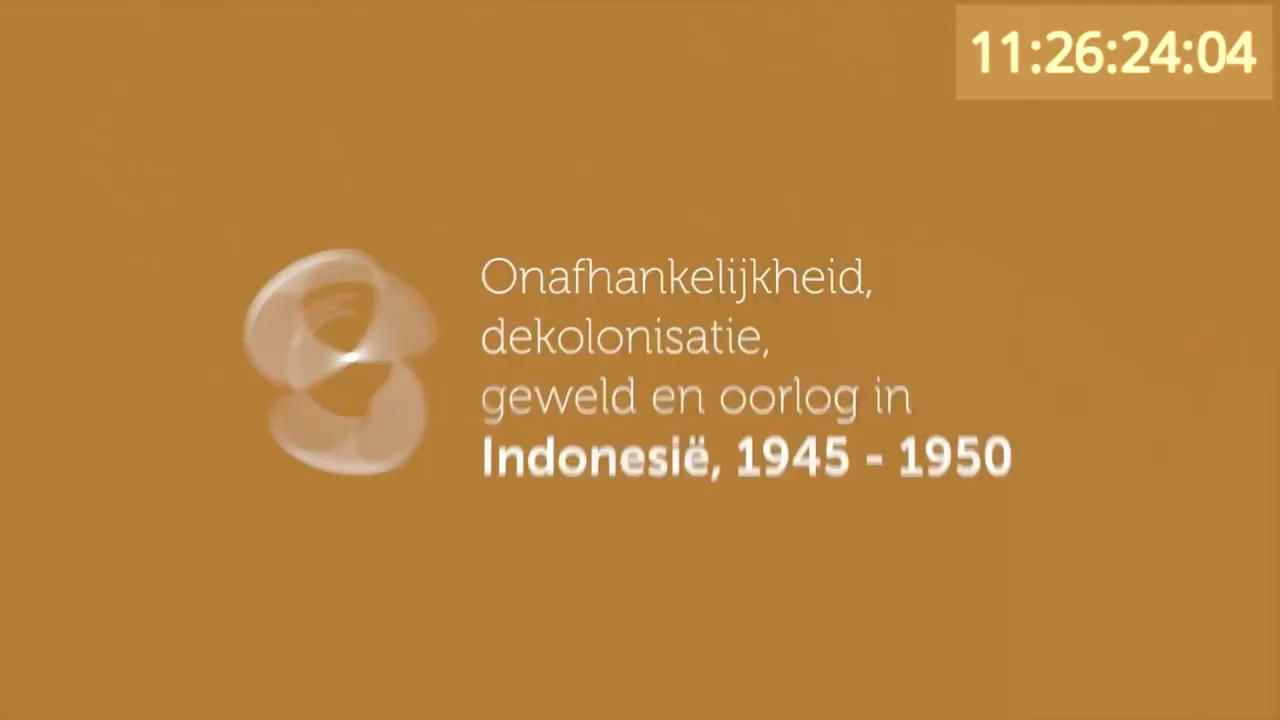 11:26:24:04
Onafhankelijkheid,
dekolonisatie,
geweld en oorlog in
Indonesië, 1945 - 1950